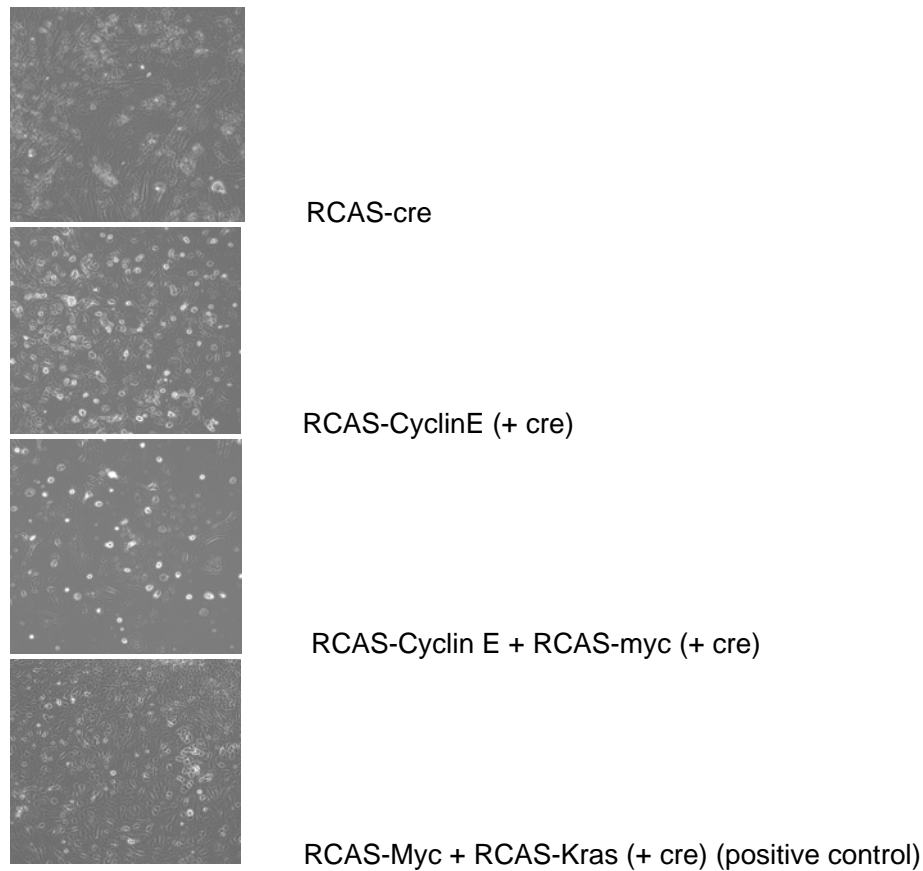 RCAS-cre
RCAS-CyclinE (+ cre)
RCAS-Cyclin E + RCAS-myc (+ cre)
RCAS-Myc + RCAS-Kras (+ cre) (positive control)